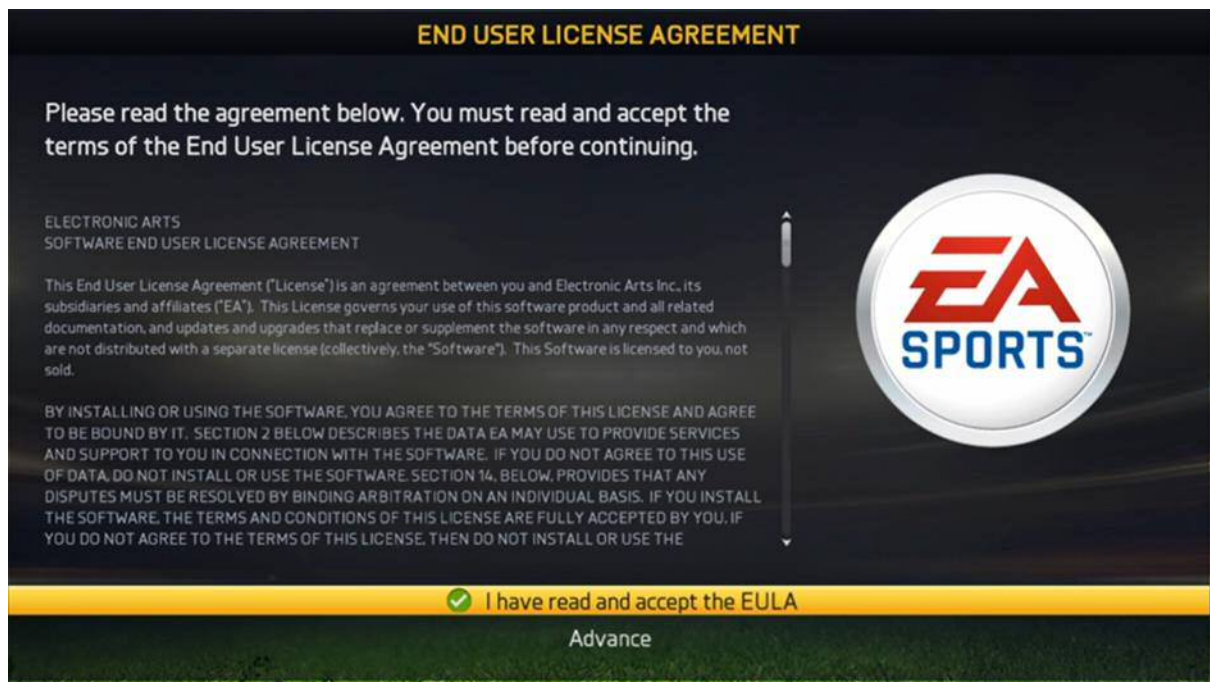 END USER LICENSE AGREEMENT
Please read the agreement below. You must read and accept the
terms of the End User License Agreement before continuing.
ELECTRONIC ARTS
SOFTWARE END USER LICENSE AGREEMENT
This End User License Agreement ("License") is an agreement between you and Electronic Arts Inc., its
subsidiaries and affiliates ("EA"). This License governs your use of this software product and all related
documentation, and updates and upgrades that replace or supplement the software in any respect and which
are not distributed with a separate license (collectively, the "Software"). This Software is licensed to you, not
sold.
BY INSTALLING OR USING THE SOFTWARE, YOU AGREE TO THE TERMS OF THIS LICENSE AND AGREE
TO BE BOUND BY IT. SECTION 2 BELOW DESCRIBES THE DATA EA MAY USE TO PROVIDE SERVICES
AND SUPPORT TO YOU IN CONNECTION WITH THE SOFTWARE. IF YOU DO NOT AGREE TO THIS USE
OF DATA, DO NOT INSTALL OR USE THE SOFTWARE. SECTION 14, BELOW, PROVIDES THAT ANY
DISPUTES MUST BE RESOLVED BY BINDING ARBITRATION ON AN INDIVIDUAL BASIS. IF YOU INSTALL
THE SOFTWARE, THE TERMS AND CONDITIONS OF THIS LICENSE ARE FULLY ACCEPTED BY YOU. IF
YOU DO NOT AGREE TO THE TERMS OF THIS LICENSE, THEN DO NOT INSTALL OR USE THE
EA
SPORTS™
I have read and accept the EULA
Advance